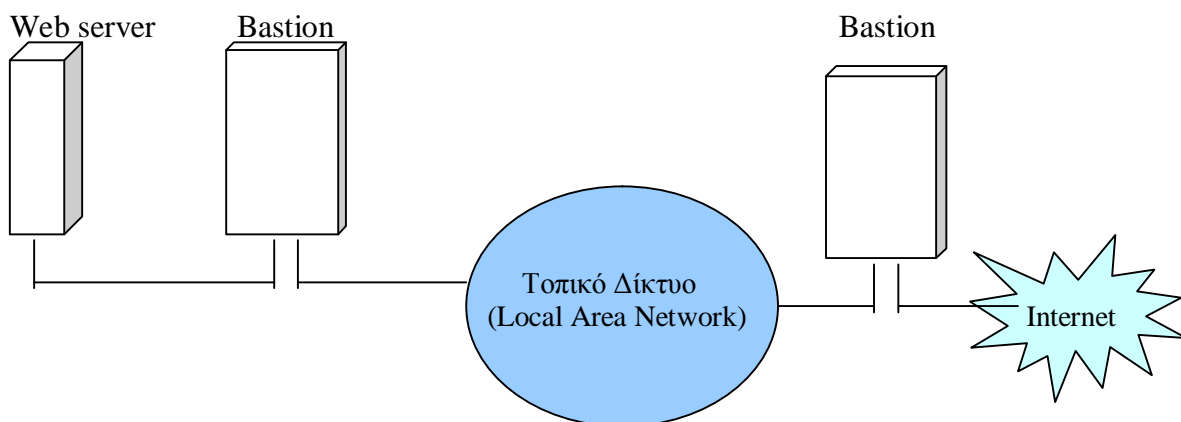 Web server
Bastion
Bastion
Τοπικό Δίκτυο
(Local Area Network)
Internet